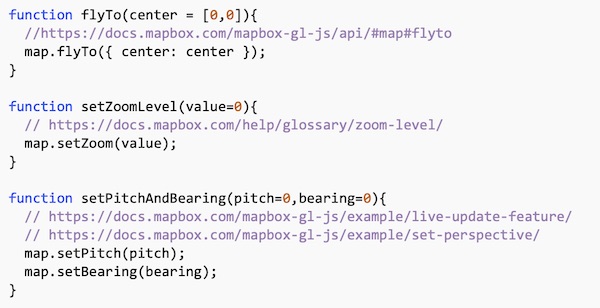 function flyTo(center = [0,0]){
//https://docs.mapbox.com/mapbox-gl-js/api/#map#flyto
map.flyTo({ center: center });
}
function setZoomLevel(value=0){
// https://docs.mapbox.com/help/glossary/zoom-level/
map.setZoom(value);
}
function setPitchAndBearing(pitch=0,bearing=0){
// https://docs.mapbox.com/mapbox-gl-js/example/live-update-feature/
// https://docs.mapbox.com/mapbox-gl-js/example/set-perspective/
map.setPitch(pitch);
map.setBearing(bearing);
}